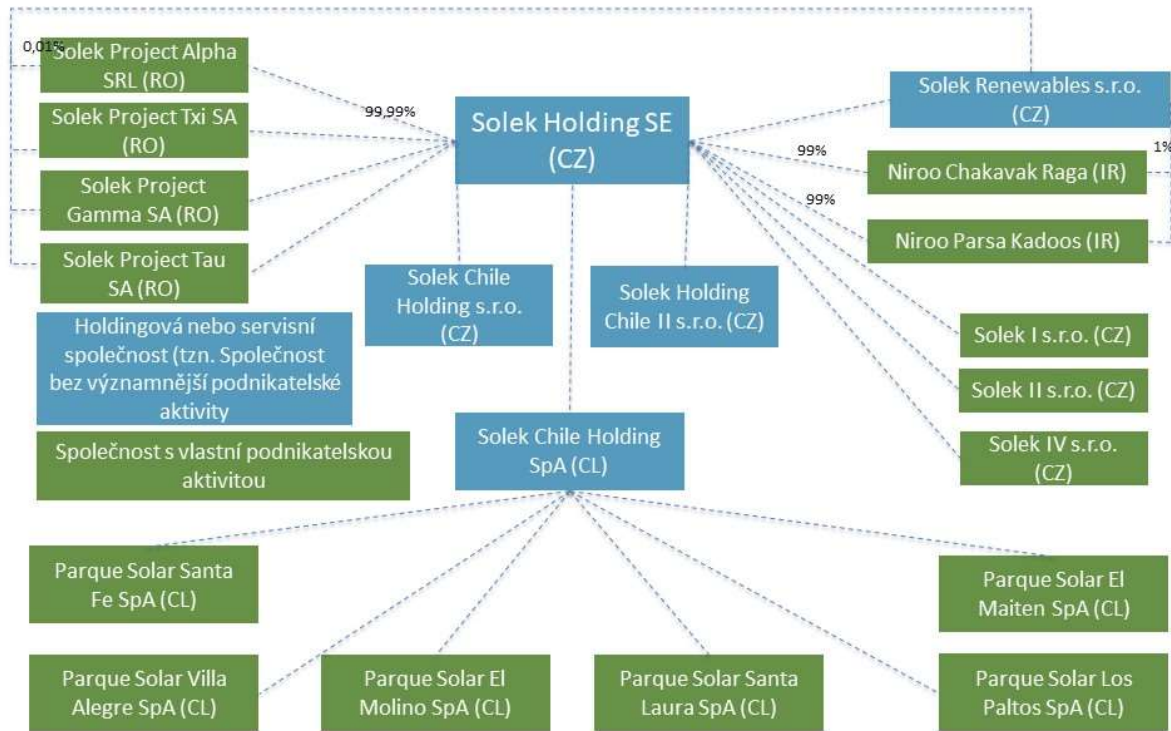 0,01%
Solek Project Alpha
SRL (RO)
Solek Project Txi SA
(RO)
Solek Project
Gamma SA (RO)
Solek Project Tau
SA (RO)
99,99%
Solek Holding SE
(CZ)
Solek Renewables s.r.o.
(CZ)
99%
1%
Niroo Chakavak Raga (IR)
99%
Niroo Parsa Kadoos (IR)
Solek Chile
Holding s.r.o.
(CZ)
Solek Holding
Chile II s.r.o. (CZ)
Holdingová nebo servisní
společnost (tzn. Společnost
bez významnější podnikatelské
aktivity
Společnost s vlastní podnikatelskou
aktivitou
Solek I s.r.o. (CZ)
Solek II s.r.o. (CZ)
Solek IV s.r.o.
(CZ)
Solek Chile Holding
SpA (CL)
Parque Solar Santa
Fe SpA (CL)
Parque Solar El
Maiten SpA (CL)
Parque Solar Villa
Alegre SpA (CL)
Parque Solar El
Molino SpA (CL)
Parque Solar Santa
Laura SpA (CL)
Parque Solar Los
Paltos SpA (CL)